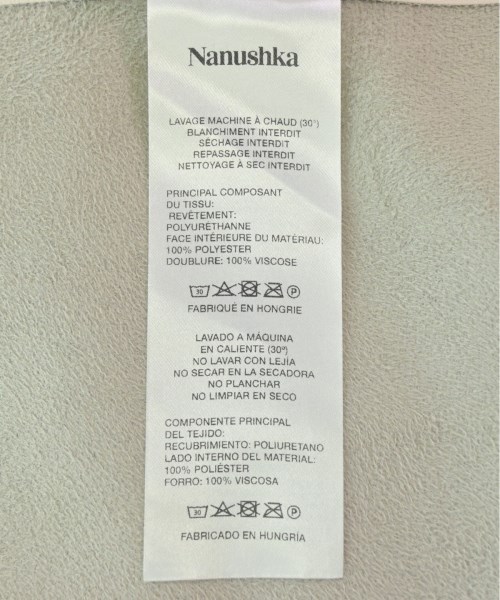 Nanushka
LAVAGE MACHINE À CHAUD (30°)
BLANCHIMENT INTERDIT
SÉCHAGE INTERDIT
REPASSAGE INTERDIT
NETTOYAGE À SEC INTERDIT
PRINCIPAL COMPOSANT
DU TISSU:
REVÊTEMENT:
POLYURÉTHANNE
FACE INTÉRIEURE DU MATÉRIAU:
100% POLYESTER
DOUBLURE: 100% VISCOSE
30 P
FABRIQUÉ EN HONGRIE
LAVADO A MÁQUINA
EN CALIENTE (30º)
NO LAVAR CON LEJÍA
NO SECAR EN LA SECADORA
NO PLANCHAR
NO LIMPIAR EN SECO
COMPONENTE PRINCIPAL
DEL TEJIDO:
RECUBRIMIENTO: POLIURETANO
LADO INTERNO DEL MATERIAL:
100% POLIÉSTER
FORRO: 100% VISCOSA
30 P
FABRICADO EN HUNGRÍA